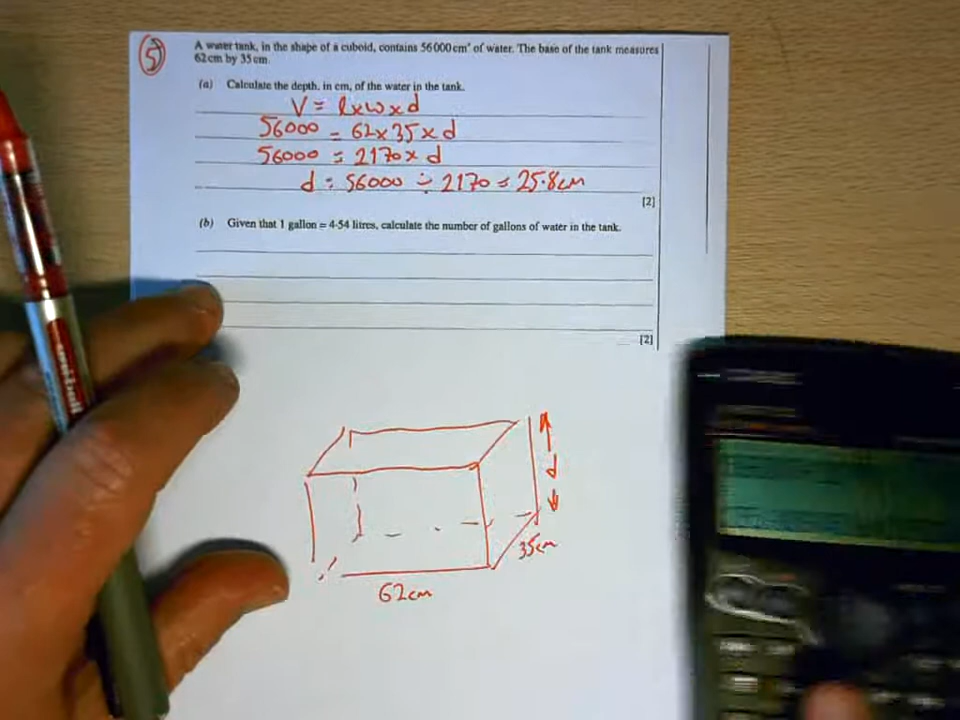 5
A water tank, in the shape of a cuboid, contains 56 000 cm³ of water. The base of the tank measures
62 cm by 35 cm.
(a) Calculate the depth, in cm, of the water in the tank.
V = l x w x d
56000 = 62 x 35 x d
56000 = 2170 x d
d = 56000 ÷ 2170 = 25.8cm
[2]
(b) Given that 1 gallon = 4·54 litres, calculate the number of gallons of water in the tank.
[2]
d
35cm
62cm